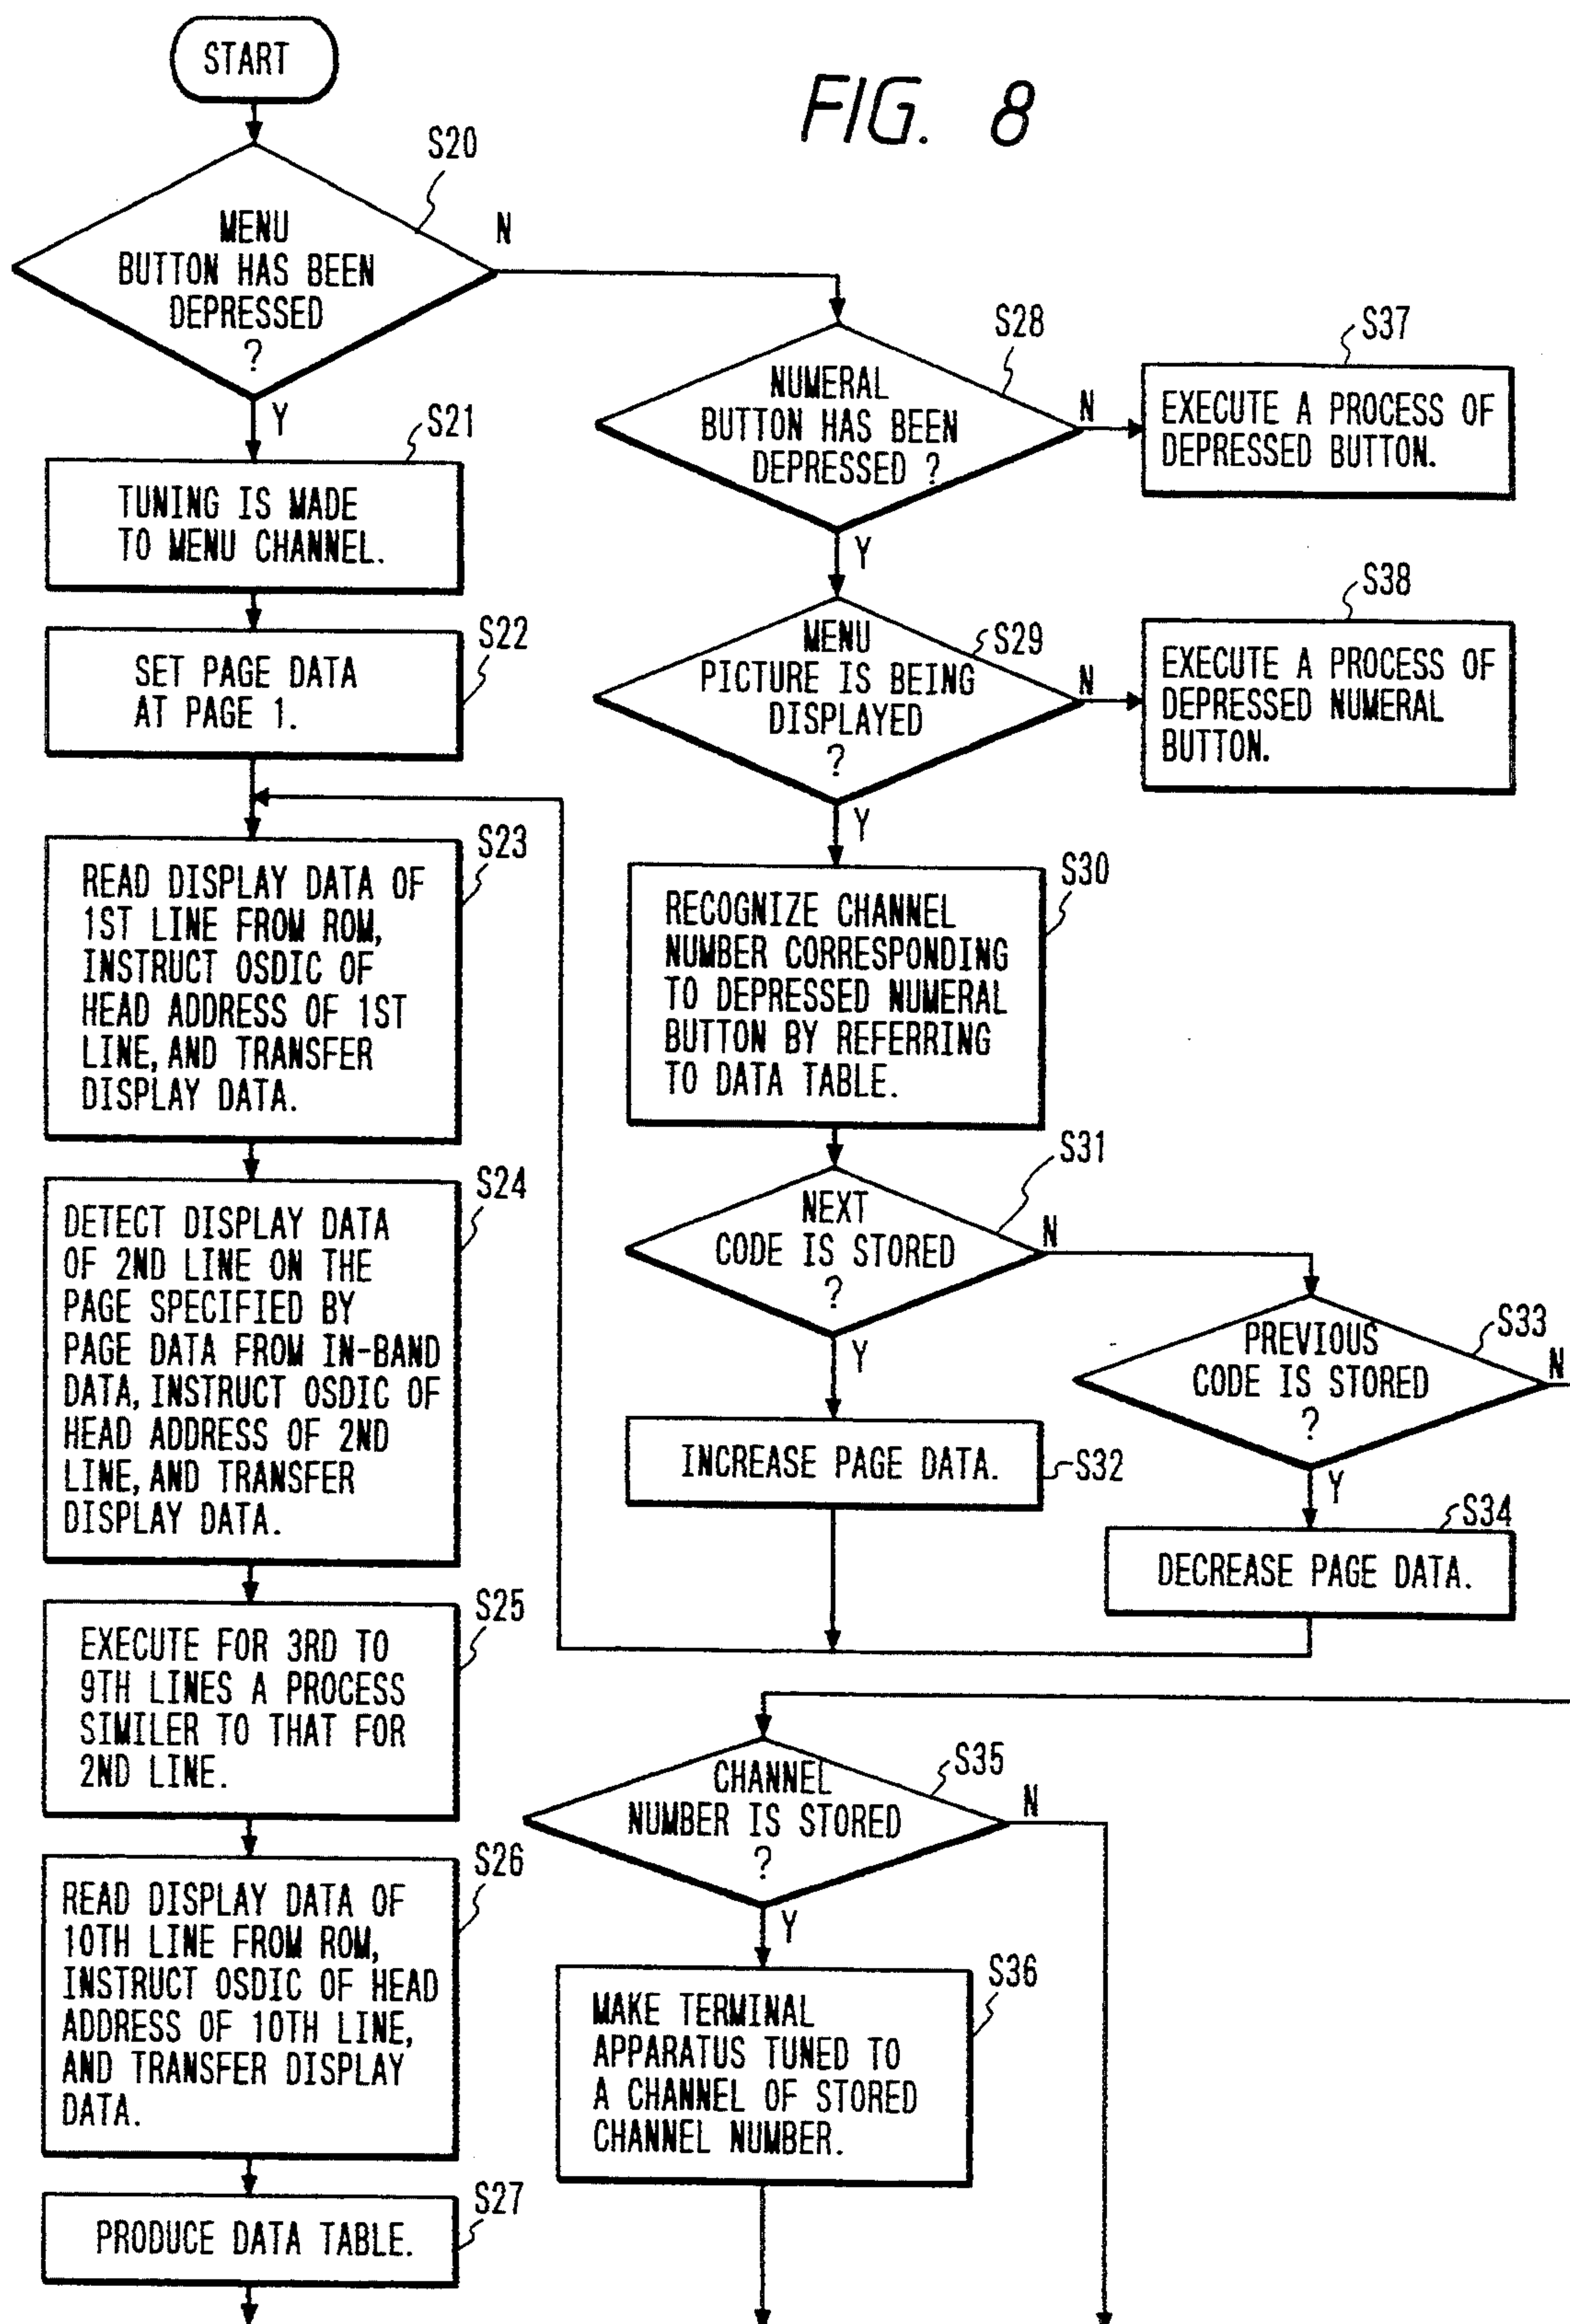 FIG. 8
START
S20
MENU
BUTTON HAS BEEN
DEPRESSED
?
N
Y
S21
TUNING IS MADE
TO MENU CHANNEL.
S22
SET PAGE DATA
AT PAGE 1.
S23
READ DISPLAY DATA OF
1ST LINE FROM ROM,
INSTRUCT OSDIC OF
HEAD ADDRESS OF 1ST
LINE, AND TRANSFER
DISPLAY DATA.
S24
DETECT DISPLAY DATA
OF 2ND LINE ON THE
PAGE SPECIFIED BY
PAGE DATA FROM IN-BAND
DATA, INSTRUCT OSDIC OF
HEAD ADDRESS OF 2ND
LINE, AND TRANSFER
DISPLAY DATA.
S25
EXECUTE FOR 3RD TO
9TH LINES A PROCESS
SIMILER TO THAT FOR
2ND LINE.
S26
READ DISPLAY DATA OF
10TH LINE FROM ROM,
INSTRUCT OSDIC OF HEAD
ADDRESS OF 10TH LINE,
AND TRANSFER DISPLAY
DATA.
S27
PRODUCE DATA TABLE.
S28
NUMERAL
BUTTON HAS BEEN
DEPRESSED ?
N
Y
S37
EXECUTE A PROCESS OF
DEPRESSED BUTTON.
S29
MENU
PICTURE IS BEING
DISPLAYED
?
N
Y
S38
EXECUTE A PROCESS OF
DEPRESSED NUMERAL
BUTTON.
S30
RECOGNIZE CHANNEL
NUMBER CORRESPONDING
TO DEPRESSED NUMERAL
BUTTON BY REFERRING
TO DATA TABLE.
S31
NEXT
CODE IS STORED
?
N
Y
INCREASE PAGE DATA.
S32
S33
PREVIOUS
CODE IS STORED
?
N
Y
S34
DECREASE PAGE DATA.
S35
CHANNEL
NUMBER IS STORED
?
N
Y
S36
MAKE TERMINAL
APPARATUS TUNED TO
A CHANNEL OF STORED
CHANNEL NUMBER.